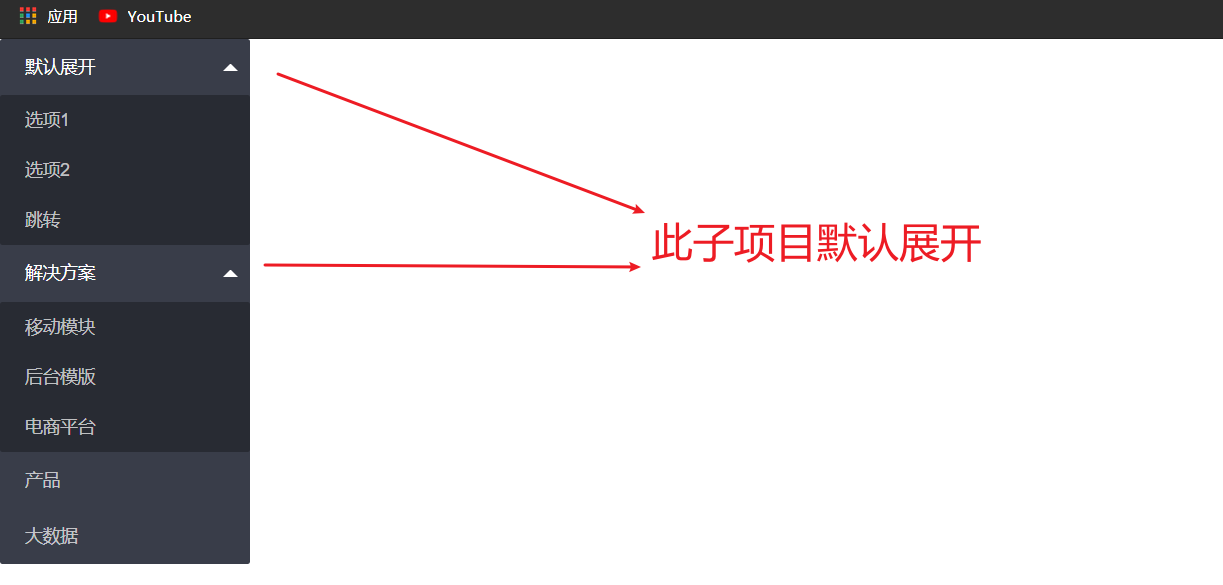 应用 YouTube
默认展开
选项1
选项2
跳转
此子项目默认展开
解决方案
移动模块
后台模版
电商平台
产品
大数据